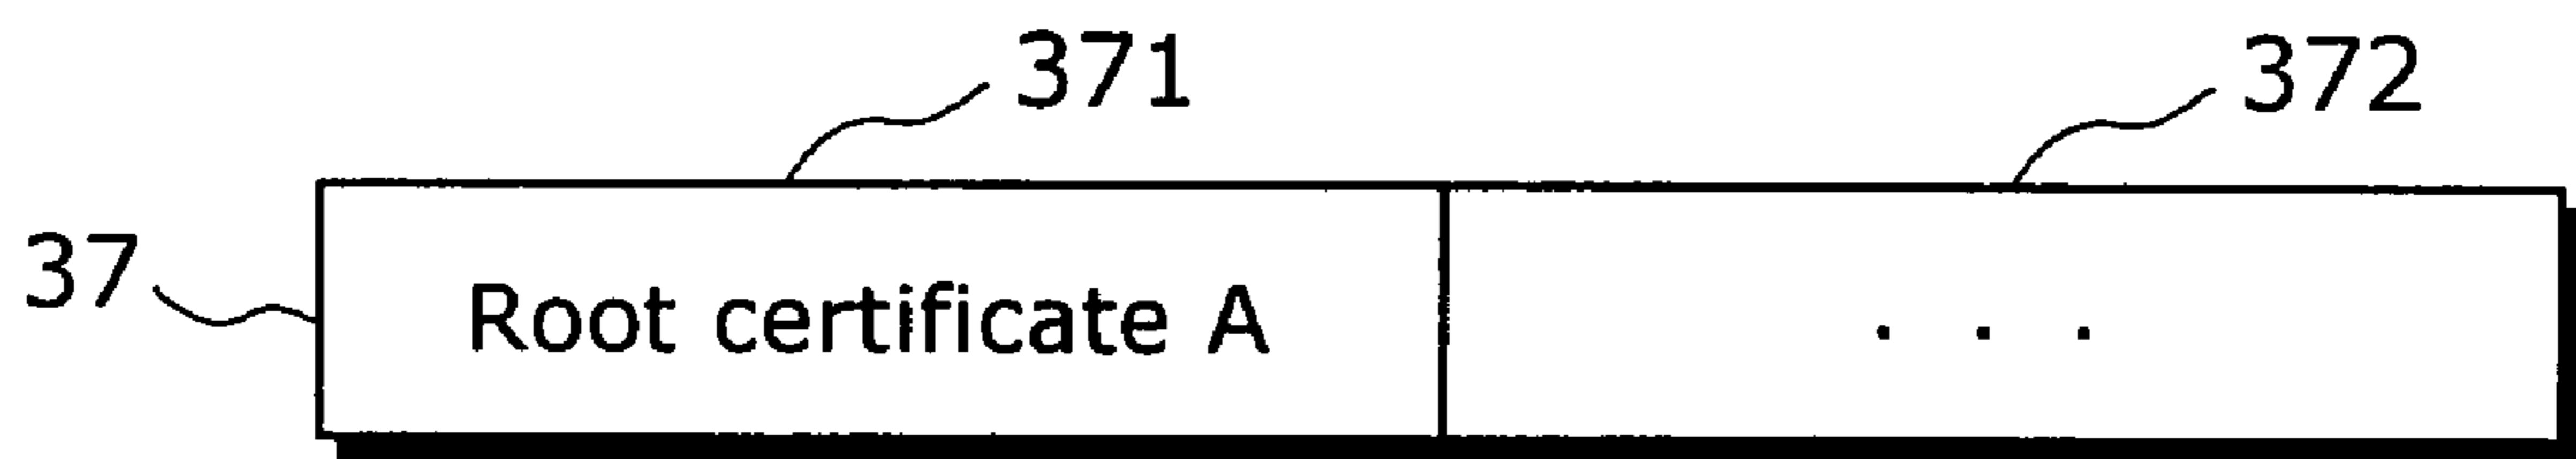 371
372
37
Root certificate A
. . .